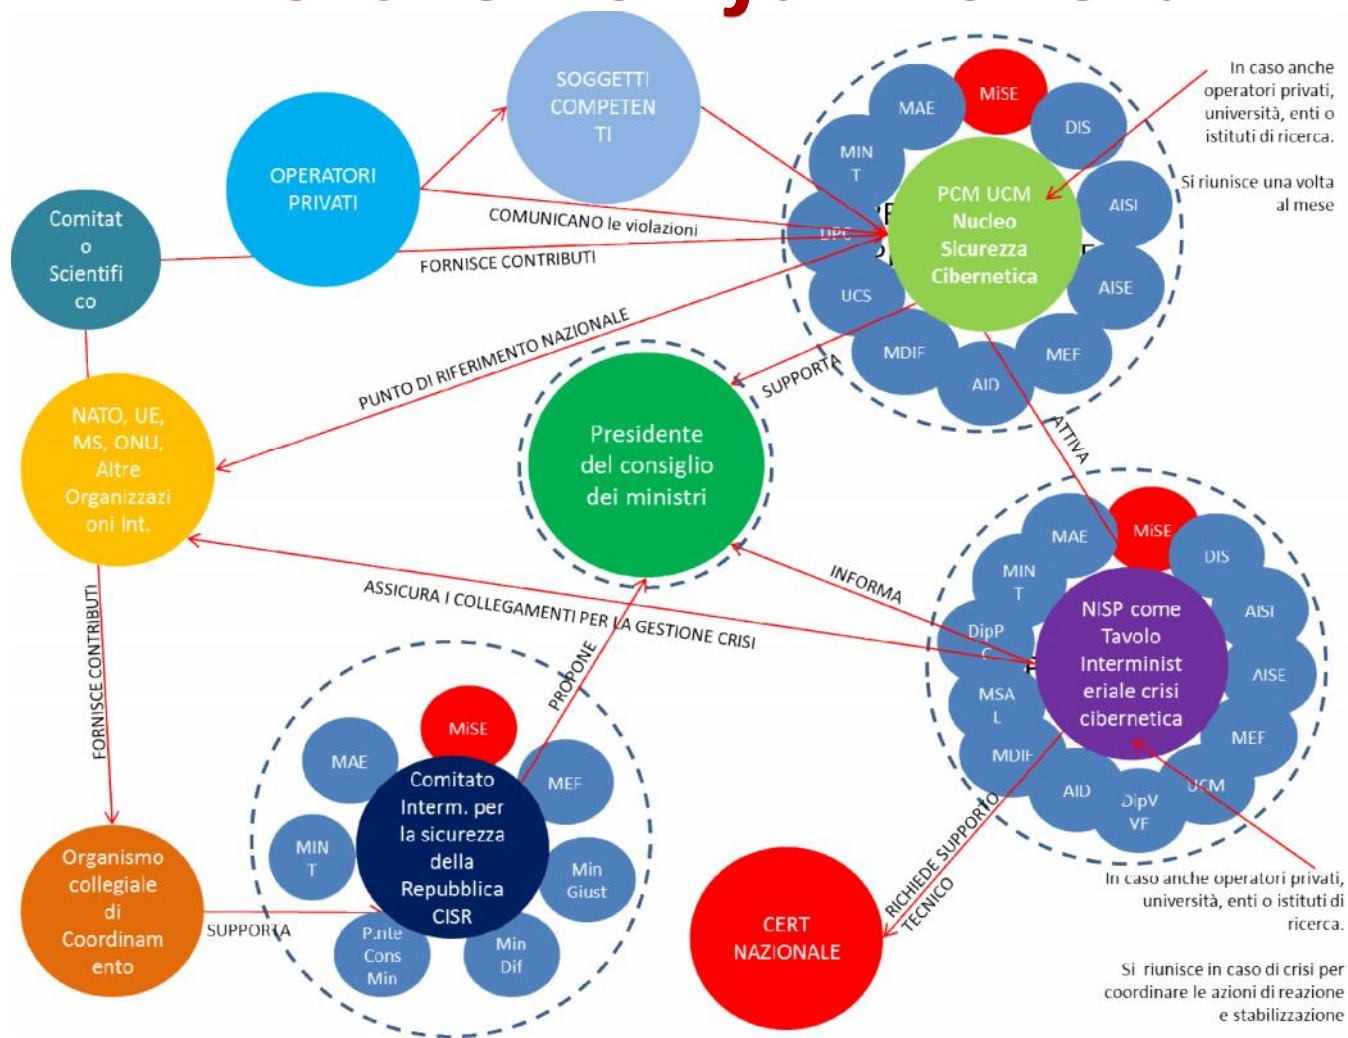 SOGGETTI
COMPETEN
TI
OPERATORI
PRIVATI
Comitat
o
Scientifi
co
COMUNICANO le violazioni
FORNISCE CONTRIBUTI
MAE
MiSE
DIS
MIN
T
AISI
DPC
UCS
AISE
MDIF
MEF
AID
PCM UCM
Nucleo
Sicurezza
Cibernetica
In caso anche
operatori privati,
università, enti o
istituti di ricerca.
Si riunisce una volta
al mese
PUNTO DI RIFERIMENTO NAZIONALE
SUPPORTA
ATTIVA
NATO, UE,
MS, ONU,
Altre
Organizzazi
oni Int.
Presidente
del consiglio
dei ministri
INFORMA
ASSICURA I COLLEGAMENTI PER LA GESTIONE CRISI
FORNISCE CONTRIBUTI
PROPONE
MAE
MiSE
DIS
MIN
T
AISI
DipP
C
AISE
MSA
L
MEF
MDIF
UCM
AID
DipV
VF
NISP come
Tavolo
Interminist
eriale crisi
cibernetica
MiSE
MAE
MEF
MIN
T
Min
Giust
P.nte
Cons
Min
Min
Dif
Comitato
Interm. per
la sicurezza
della
Repubblica
CISR
Organismo
collegiale
di
Coordinam
ento
SUPPORTA
RICHIEDE SUPPORTO
TECNICO
CERT
NAZIONALE
In caso anche operatori privati,
università, enti o istituti di
ricerca.
Si riunisce in caso di crisi per
coordinare le azioni di reazione
e stabilizzazione